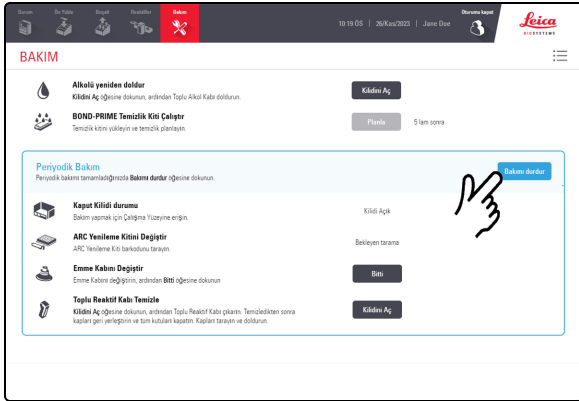 Durum
Ön Yükle
Boyalı
Reaktifler
Bakım
10:19 ÖS | 26/Kas/2023 | Jane Doe
Oturumu kapat
Leica
BIOSYSTEMS
BAKIM
Alkolü yeniden doldur
Kilidini Aç öğesine dokunun, ardından Toplu Alkol Kabı doldurun.
Kilidini Aç
BOND-PRIME Temizlik Kiti Çalıştır
Temizlik kitini yükleyin ve temizlik planlayın.
Planla
5 lam sonra
Periyodik Bakım
Periyodik bakımı tamamladığınızda Bakımı durdur öğesine dokunun.
Bakımı durdur
Kaput Kilidi durumu
Bakım yapmak için Çalışma Yüzeyine erişin.
Kilidi Açık
ARC Yenileme Kitini Değiştir
ARC Yenileme Kiti barkodunu tarayın.
Bekleyen tarama
Emme Kabını Değiştir
Emme Kabını değiştirin, ardından Bitti öğesine dokunun
Bitti
Toplu Reaktif Kabı Temizle
Kilidini Aç öğesine dokunun, ardından Toplu Reaktif Kabı çıkarın. Temizledikten sonra
kapları geri yerleştirin ve tüm kutuları kapatın. Kapları tarayın ve doldurun.
Kilidini Aç